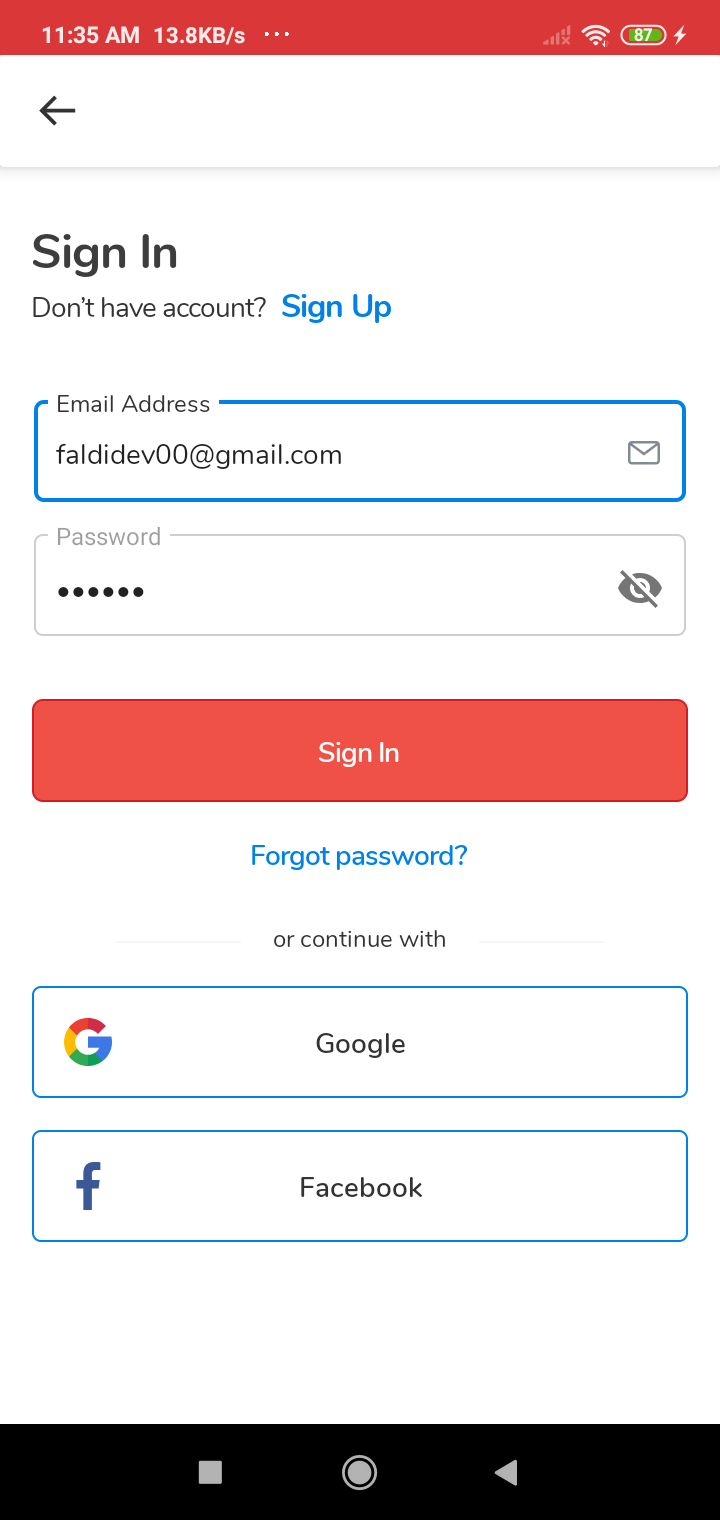 11:35 AM 13.8KB/s ... 87
Sign In
Don't have account? Sign Up
Email Address
faldidev00@gmail.com
Password
••••••
Sign In
Forgot password?
or continue with
Google
Facebook